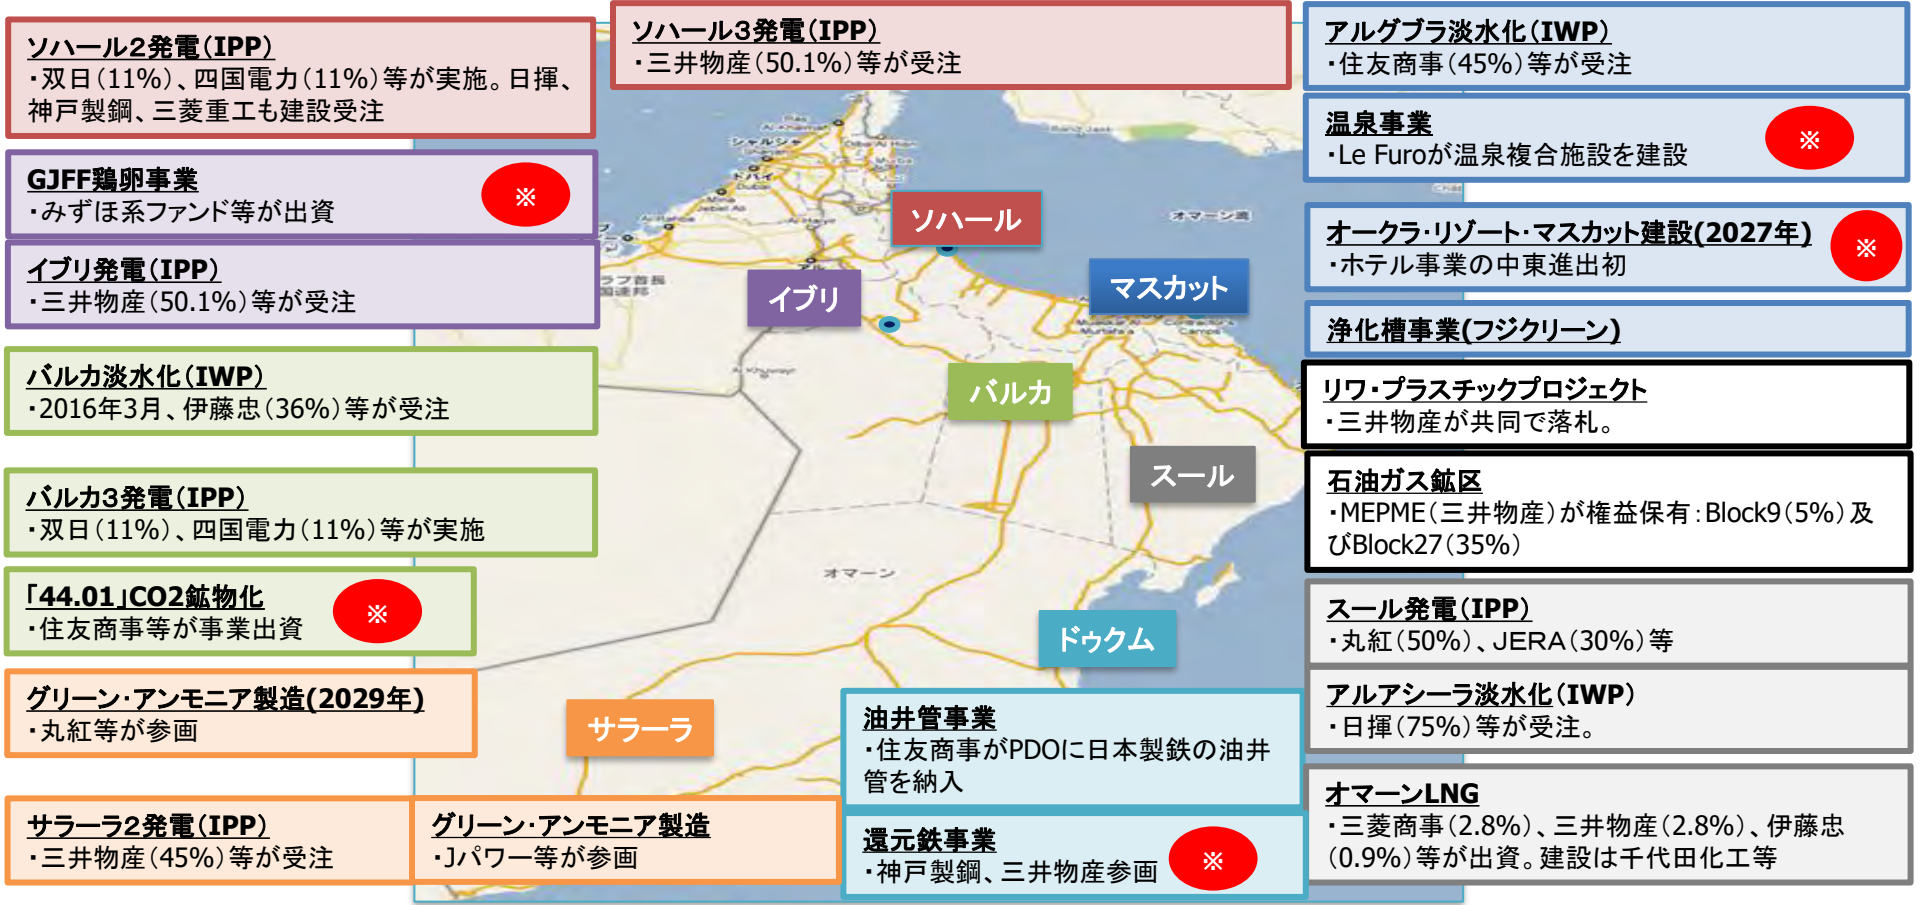 ソハール2発電(IPP)
・双日(11%)、四国電力(11%)等が実施。日揮、
神戸製鋼、三菱重工も建設受注
ソハール3発電(IPP)
・三井物産(50.1%)等が受注
アルグブラ淡水化(IWP)
・住友商事(45%)等が受注
温泉事業
・Le Furoが温泉複合施設を建設
※
GJFF鶏卵事業
・みずほ系ファンド等が出資
※
イブリ発電(IPP)
・三井物産(50.1%)等が受注
オークラ・リゾート・マスカット建設(2027年)
・ホテル事業の中東進出初
※
浄化槽事業(フジクリーン)
バルカ淡水化(IWP)
・2016年3月、伊藤忠(36%)等が受注
リワ・プラスチックプロジェクト
・三井物産が共同で落札。
バルカ3発電(IPP)
・双日(11%)、四国電力(11%)等が実施
石油ガス鉱区
・MEPME(三井物産)が権益保有:Block9(5%)及
びBlock27(35%)
「44.01」CO2鉱物化
・住友商事等が事業出資
※
スール発電(IPP)
・丸紅(50%)、JERA(30%)等
グリーン・アンモニア製造(2029年)
・丸紅等が参画
アルアシーラ淡水化(IWP)
・日揮(75%)等が受注。
油井管事業
・住友商事がPDOに日本製鉄の油井
管を納入
オマーンLNG
・三菱商事(2.8%)、三井物産(2.8%)、伊藤忠
(0.9%)等が出資。建設は千代田化工等
サラーラ2発電(IPP)
・三井物産(45%)等が受注
グリーン・アンモニア製造
・Jパワー等が参画
還元鉄事業
・神戸製鋼、三井物産参画
※
ソハール
イブリ
マスカット
バルカ
スール
ドゥクム
サラーラ
シャルジャ
ドバイ
Dubai
オマーン湾
オマーン